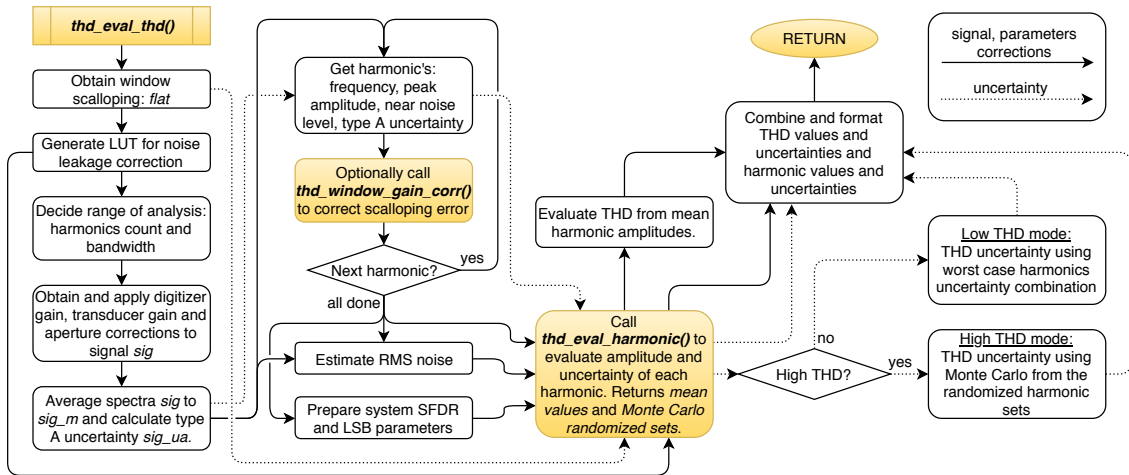 thd_eval_thd()
Obtain window
scalloping: flat
Generate LUT for noise
leakage correction
Decide range of analysis:
harmonics count and
bandwidth
Obtain and apply digitizer
gain, transducer gain and
aperture corrections to
signal sig
Average spectra sig to
sig_m and calculate type
A uncertainty sig_ua.
Get harmonic's:
frequency, peak
amplitude, near noise
level, type A uncertainty
Optionally call
thd_window_gain_corr()
to correct scalloping error
Next harmonic?
yes
all done
Estimate RMS noise
Prepare system SFDR
and LSB parameters
Evaluate THD from mean
harmonic amplitudes.
Call
thd_eval_harmonic() to
evaluate amplitude and
uncertainty of each
harmonic. Returns mean
values and Monte Carlo
randomized sets.
RETURN
Combine and format
THD values and
uncertainties and
harmonic values and
uncertainties
High THD?
no
yes
signal, parameters
corrections
uncertainty
Low THD mode:
THD uncertainty using
worst case harmonics
uncertainty combination
High THD mode:
THD uncertainty using
Monte Carlo from the
randomized harmonic
sets